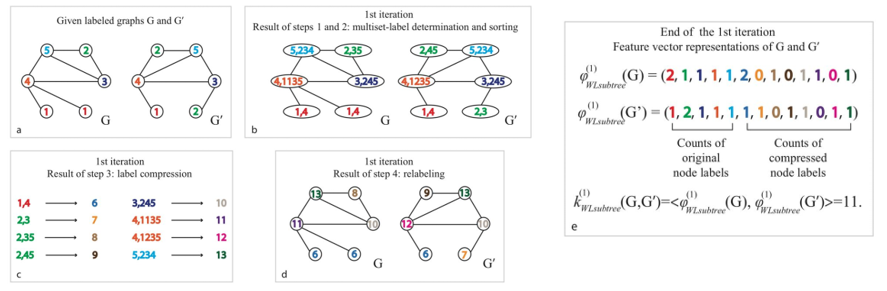 Given labeled graphs G and G′
5
2
5
2
4
3
4
3
1
1
1
2
G
G′
a
1st iteration
Result of steps 1 and 2: multiset-label determination and sorting
5,234
2,35
2,45
5,234
4,1135
3,245
4,1235
3,245
1,4
1,4
1,4
2,3
G
G′
b
1st iteration
Result of step 3: label compression
1,4 → 6 3,245 → 10
2,3 → 7 4,1135 → 11
2,35 → 8 4,1235 → 12
2,45 → 9 5,234 → 13
c
1st iteration
Result of step 4: relabeling
13
8
9
13
11
10
12
10
6
6
6
7
G
G′
d
End of the 1st iteration
Feature vector representations of G and G′
φ(1)WLsubtree(G) = (2, 1, 1, 1, 1, 2, 0, 1, 0, 1, 1, 0, 1)
φ(1)WLsubtree(G′) = (1, 2, 1, 1, 1, 1, 1, 0, 1, 1, 0, 1, 1)
Counts of
original
node labels
Counts of
compressed
node labels
k(1)WLsubtree(G,G′)=<φ(1)WLsubtree(G), φ(1)WLsubtree(G′)>=11.
e